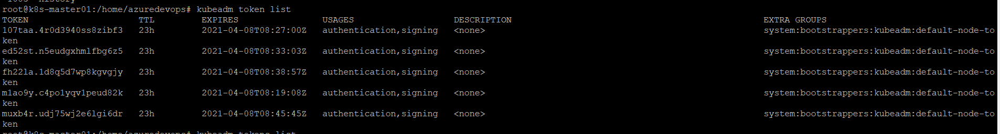 root@k8s-master01:/home/azuredevops# kubeadm token list
TOKEN TTL EXPIRES USAGES DESCRIPTION EXTRA GROUPS
107taa.4r0d3940ss8zibf3 23h 2021-04-08T08:27:00Z authentication,signing <none> system:bootstrappers:kubeadm:default-node-to
ken
ed52st.n5eudgxhmlfbg6z5 23h 2021-04-08T08:33:03Z authentication,signing <none> system:bootstrappers:kubeadm:default-node-to
ken
fh22la.1d8q5d7wp8kgvgjy 23h 2021-04-08T08:38:57Z authentication,signing <none> system:bootstrappers:kubeadm:default-node-to
ken
m1ao9y.c4po1yqv1peud82k 23h 2021-04-08T08:19:08Z authentication,signing <none> system:bootstrappers:kubeadm:default-node-to
ken
muxb4r.udj75wj2e6lgi6dr 23h 2021-04-08T08:45:45Z authentication,signing <none> system:bootstrappers:kubeadm:default-node-to
ken
root@k8s-master01:/home/azuredevops# kubeadm tokens list